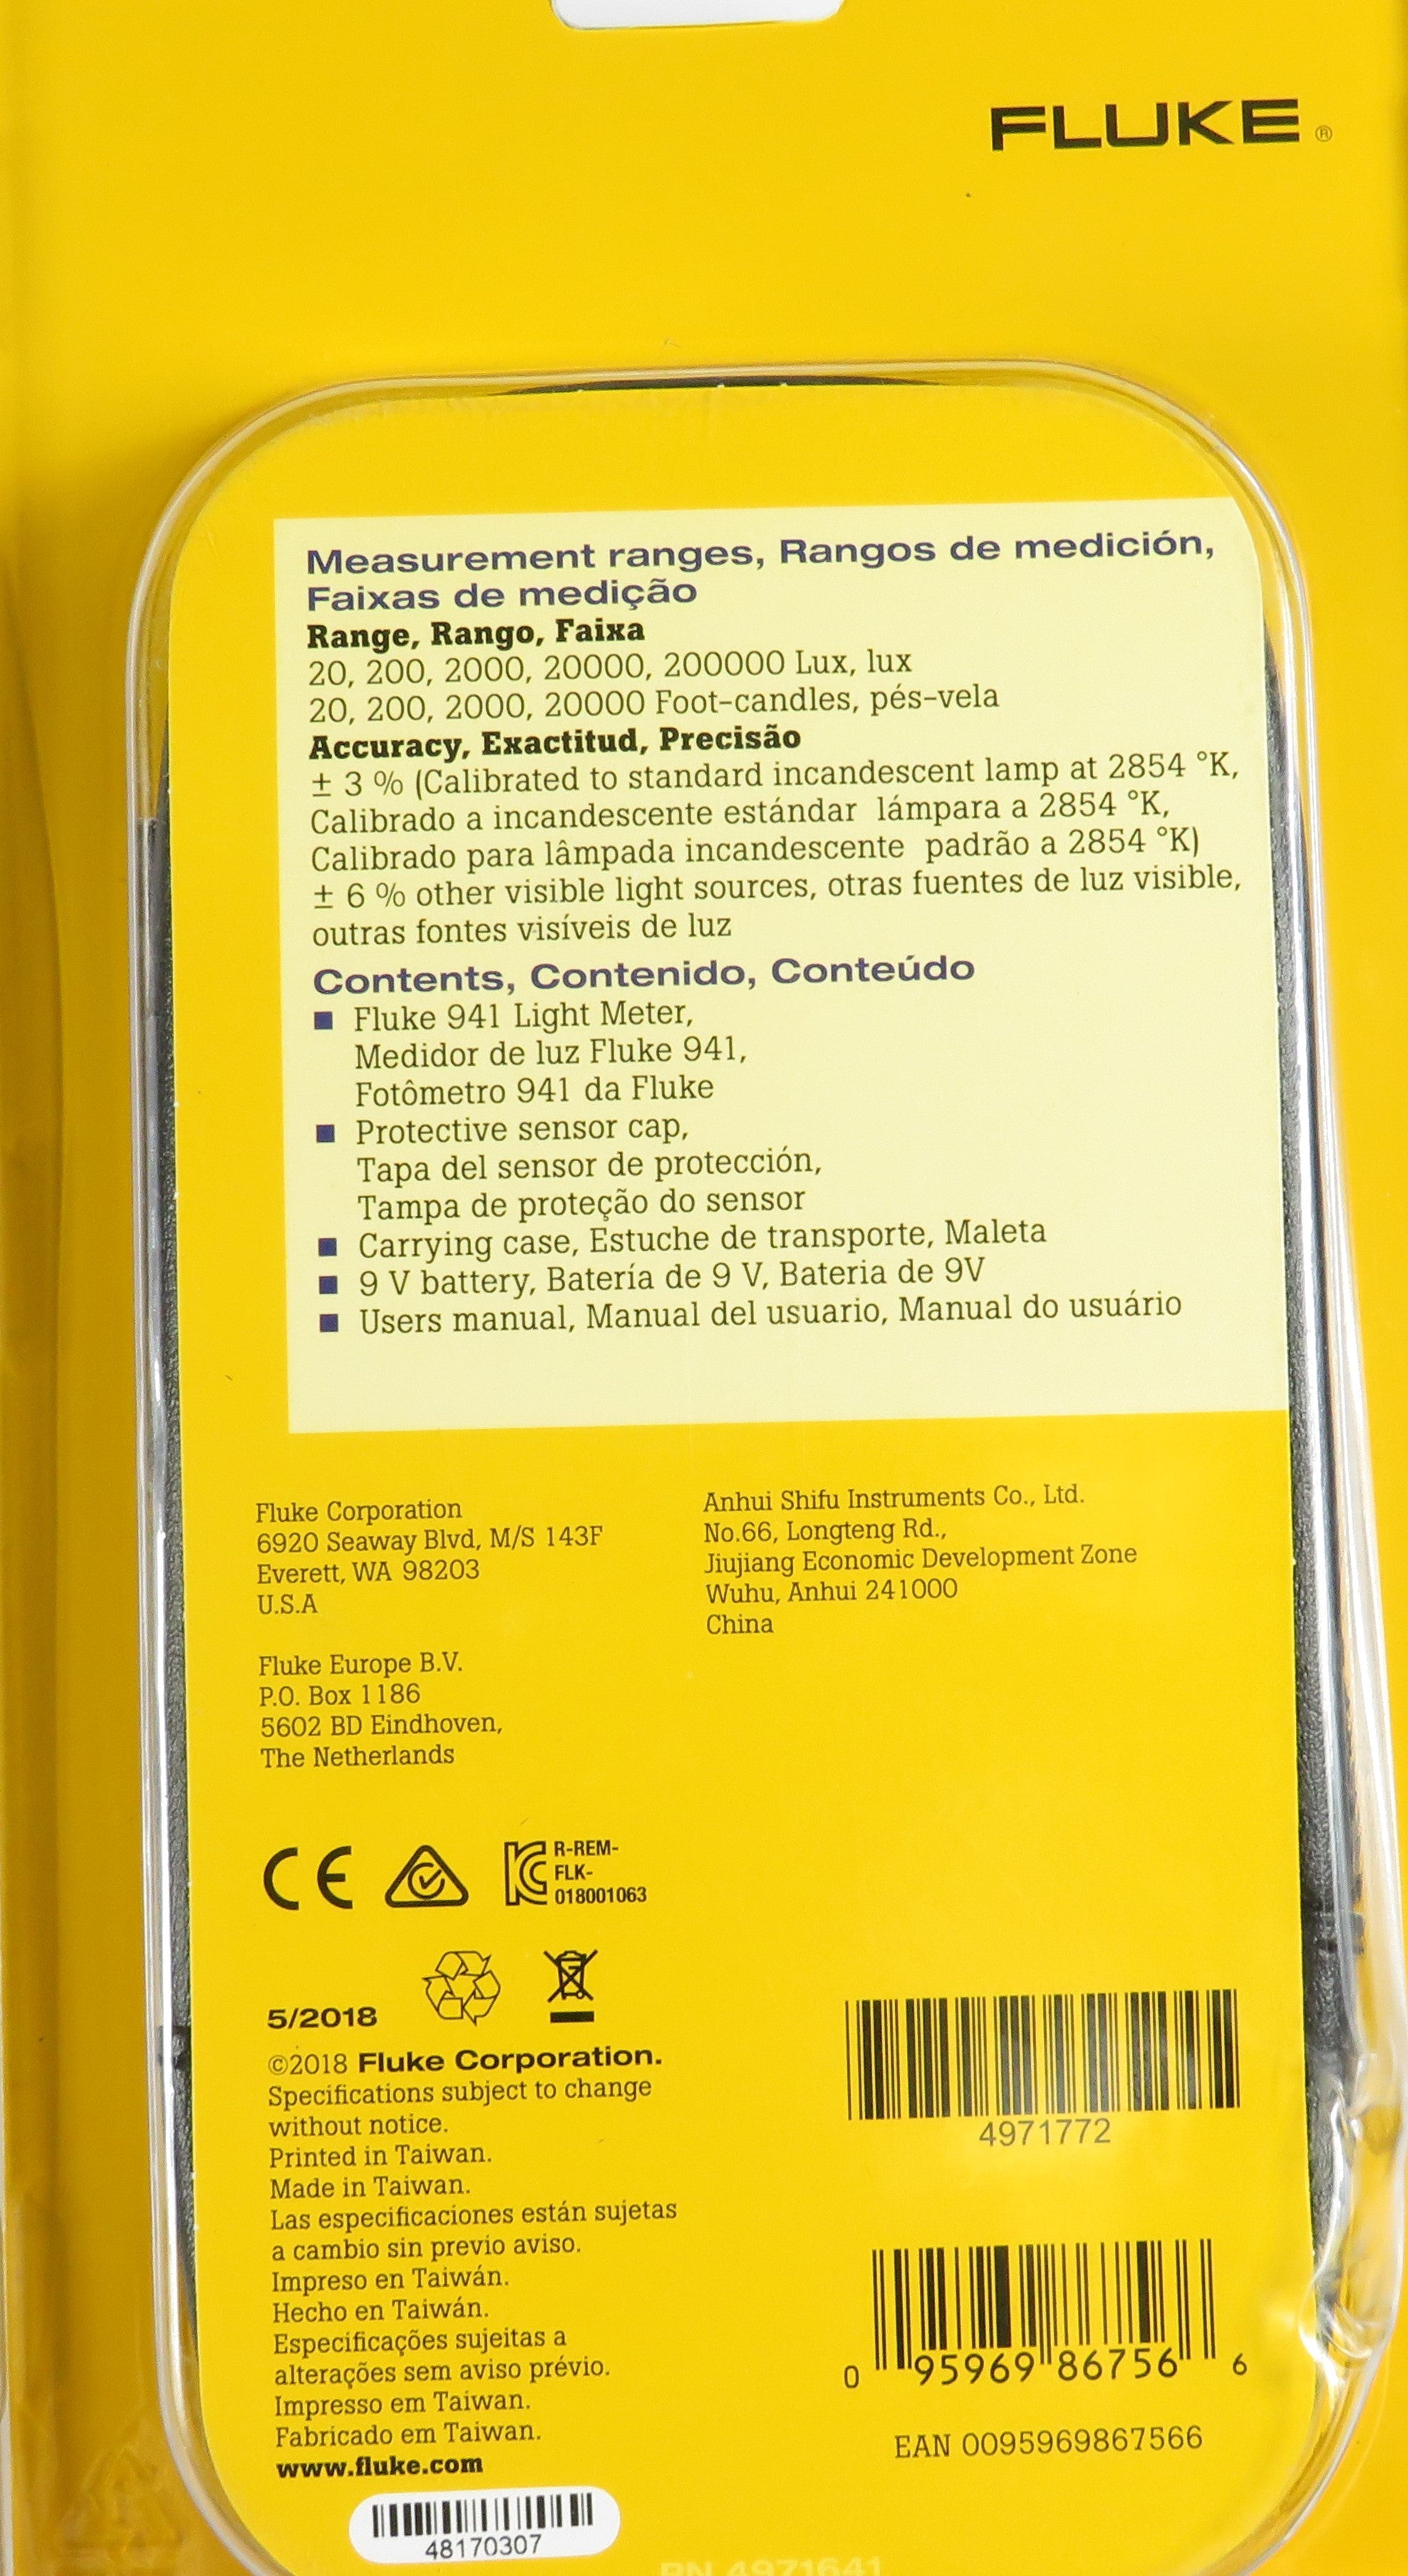 FLUKE®
Measurement ranges, Rangos de medición,
Faixas de medição
Range, Rango, Faixa
20, 200, 2000, 20000, 200000 Lux, lux
20, 200, 2000, 20000 Foot-candles, pés-vela
Accuracy, Exactitud, Precisão
± 3 % (Calibrated to standard incandescent lamp at 2854 °K,
Calibrado a incandescente estándar lámpara a 2854 °K,
Calibrado para lâmpada incandescente padrão a 2854 °K)
± 6 % other visible light sources, otras fuentes de luz visible,
outras fontes visíveis de luz
Contents, Contenido, Conteúdo
■ Fluke 941 Light Meter,
Medidor de luz Fluke 941,
Fotômetro 941 da Fluke
■ Protective sensor cap,
Tapa del sensor de protección,
Tampa de proteção do sensor
■ Carrying case, Estuche de transporte, Maleta
■ 9 V battery, Batería de 9 V, Bateria de 9V
■ Users manual, Manual del usuario, Manual do usuário
Fluke Corporation
6920 Seaway Blvd, M/S 143F
Everett, WA 98203
U.S.A
Fluke Europe B.V.
P.O. Box 1186
5602 BD Eindhoven,
The Netherlands
Anhui Shifu Instruments Co., Ltd.
No.66, Longteng Rd.,
Jiujiang Economic Development Zone
Wuhu, Anhui 241000
China
CE
R-REM-
FLK-
018001063
5/2018
©2018 Fluke Corporation.
Specifications subject to change
without notice.
Printed in Taiwan.
Made in Taiwan.
Las especificaciones están sujetas
a cambio sin previo aviso.
Impreso en Taiwán.
Hecho en Taiwán.
Especificações sujeitas a
alterações sem aviso prévio.
Impresso em Taiwan.
Fabricado em Taiwan.
www.fluke.com
48170307
4971772
0 95969 86756 6
EAN 0095969867566
PN 4971641